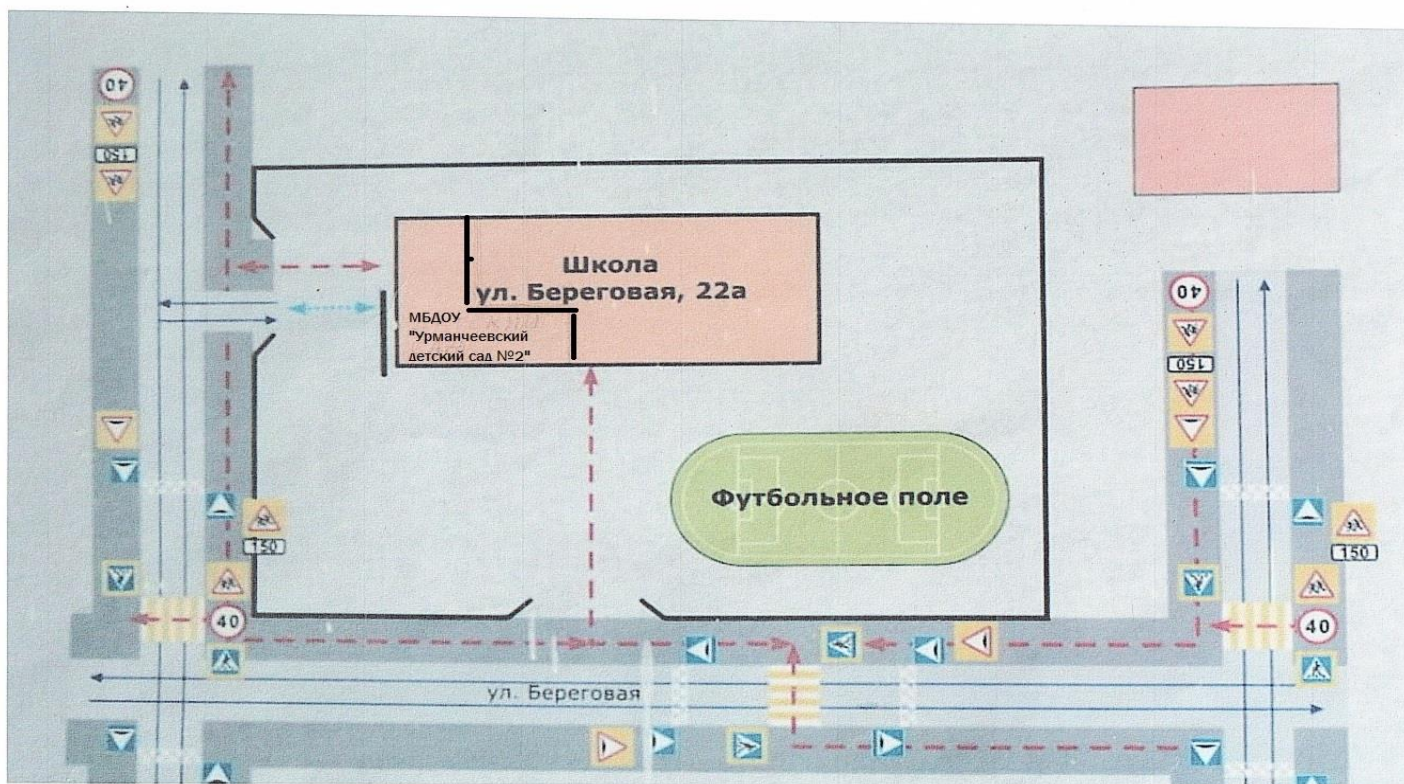 40
150
Школа
ул. Береговая, 22а
МБДОУ
"Урманчеевский
детский сад №2"
40
150
Футбольное поле
150
150
40
40
ул. Береговая